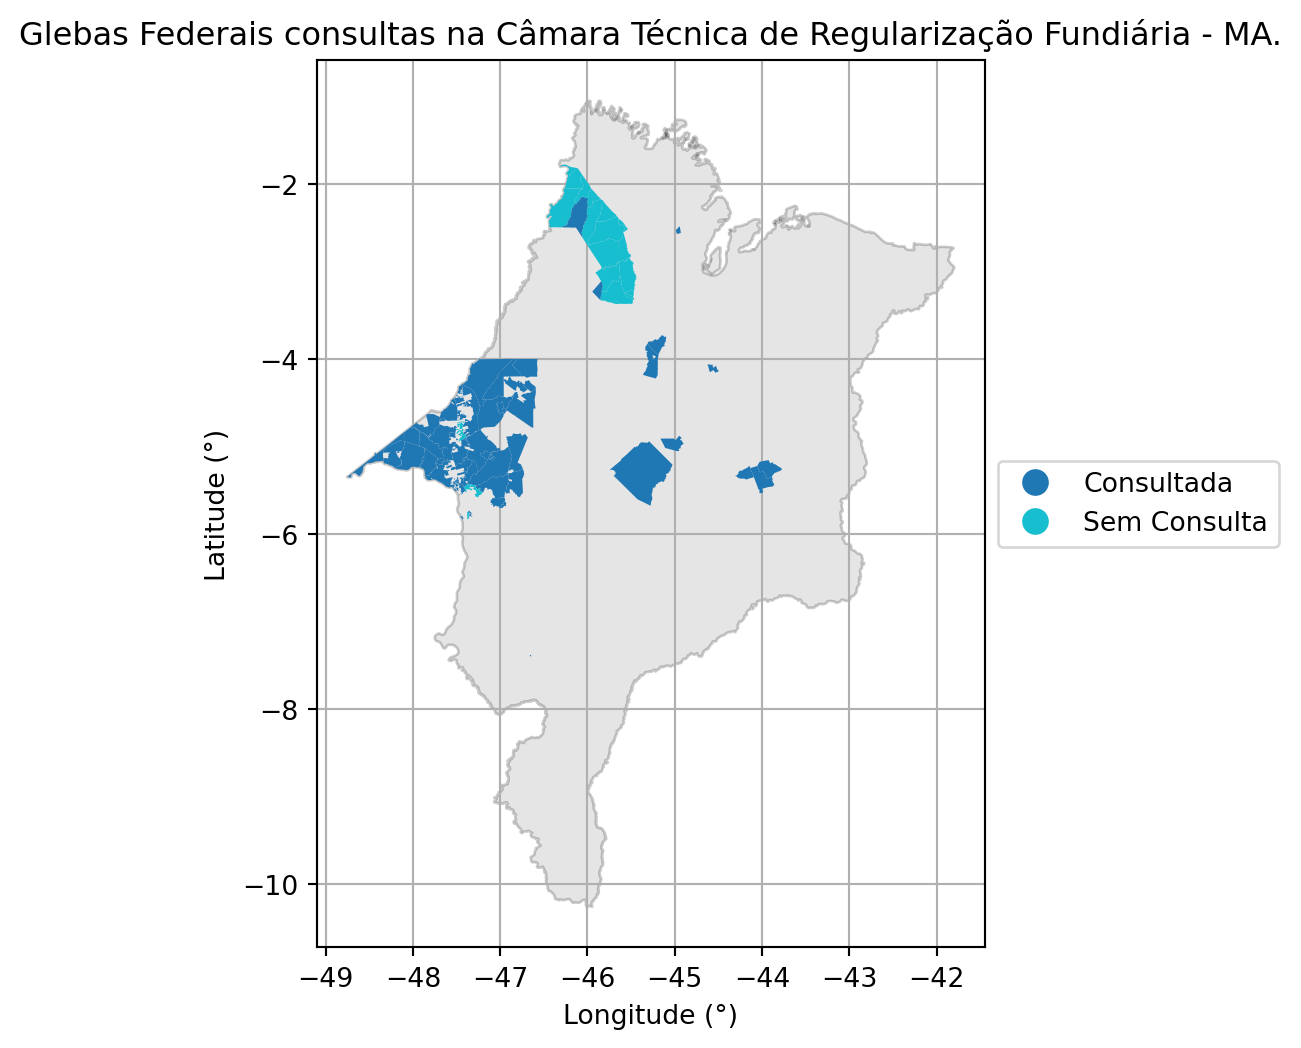 Glebas Federais consultas na Câmara Técnica de Regularização Fundiária - MA.
−2
−4
−6
−8
−10
Latitude (°)
−49 −48 −47 −46 −45 −44 −43 −42
Longitude (°)
Consultada
Sem Consulta